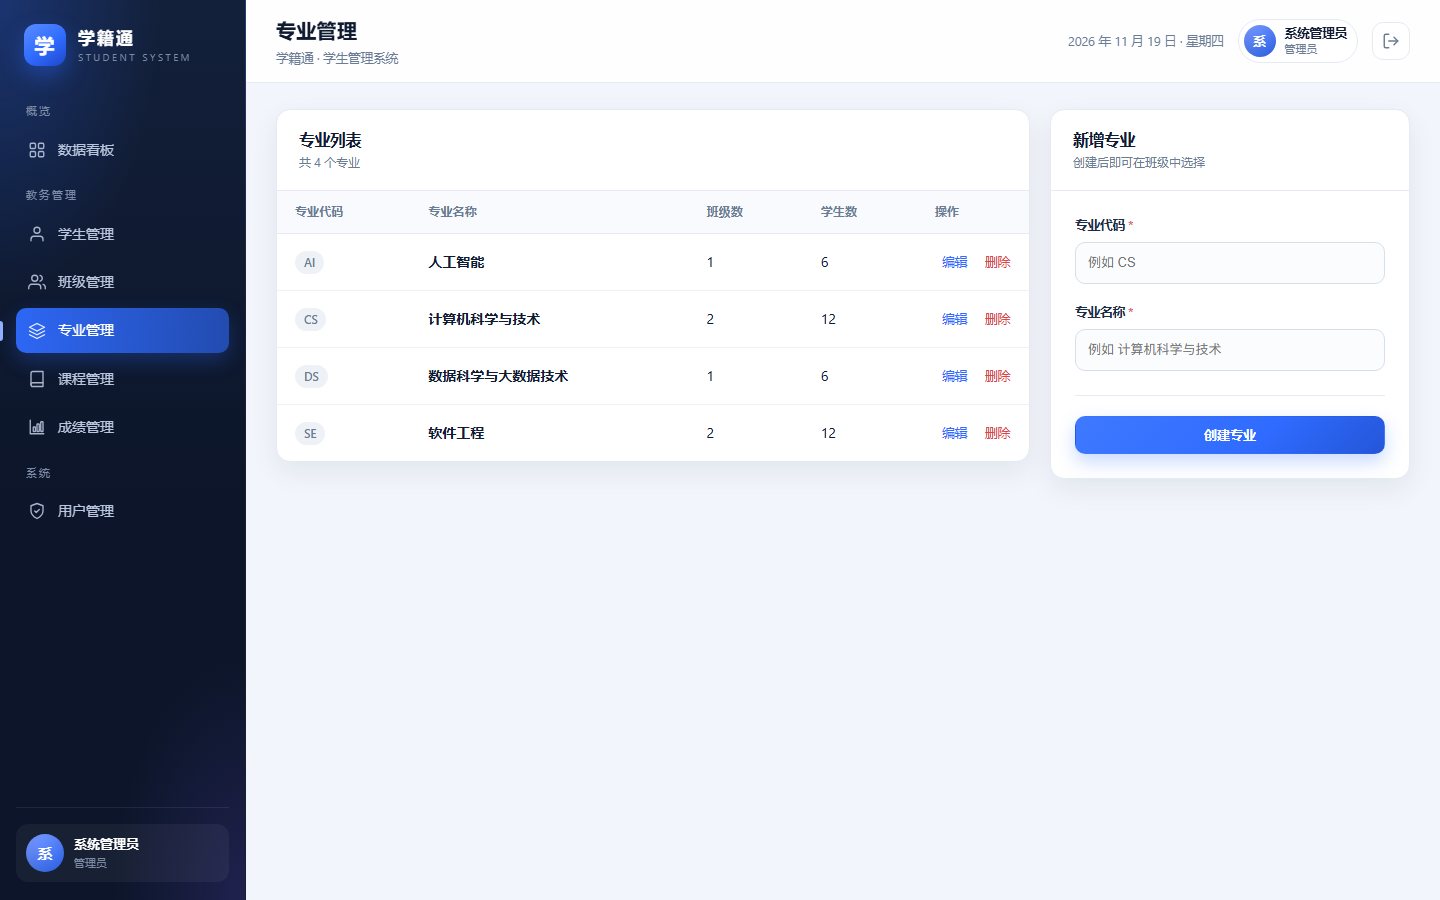 学 学籍通
STUDENT SYSTEM
概览
数据看板
教务管理
学生管理
班级管理
专业管理
课程管理
成绩管理
系统
用户管理
系 系统管理员
管理员
专业管理
学籍通 · 学生管理系统
2026 年 11 月 19 日 · 星期四
系 系统管理员
管理员
专业列表
共 4 个专业
专业代码 专业名称 班级数 学生数 操作
AI 人工智能 1 6 编辑 删除
CS 计算机科学与技术 2 12 编辑 删除
DS 数据科学与大数据技术 1 6 编辑 删除
SE 软件工程 2 12 编辑 删除
新增专业
创建后即可在班级中选择
专业代码 *
例如 CS
专业名称 *
例如 计算机科学与技术
创建专业